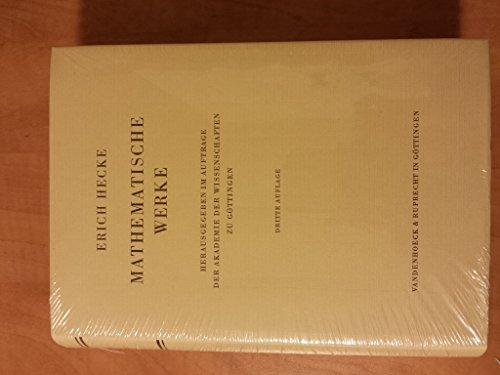 ERICH HECKE
MATHEMATISCHE
WERKE
HERAUSGEGEBEN IM AUFTRAGE
DER AKADEMIE DER WISSENSCHAFTEN
ZU GÖTTINGEN
DRITTE AUFLAGE
VANDENHOECK & RUPRECHT IN GÖTTINGEN